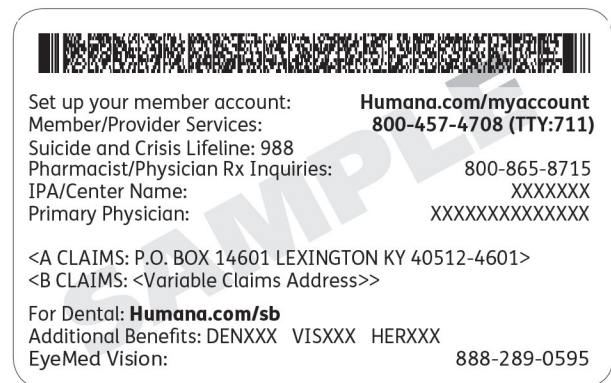 Set up your member account: Humana.com/myaccount
Member/Provider Services: 800-457-4708 (TTY:711)
Suicide and Crisis Lifeline: 988
Pharmacist/Physician Rx Inquiries: 800-865-8715
IPA/Center Name: XXXXXXX
Primary Physician: XXXXXXXXXXXXXX
<A CLAIMS: P.O. BOX 14601 LEXINGTON KY 40512-4601>
<B CLAIMS: <Variable Claims Address>>
For Dental: Humana.com/sb
Additional Benefits: DENXXX VISXXX HERXXX
EyeMed Vision: 888-289-0595
SAMPLE